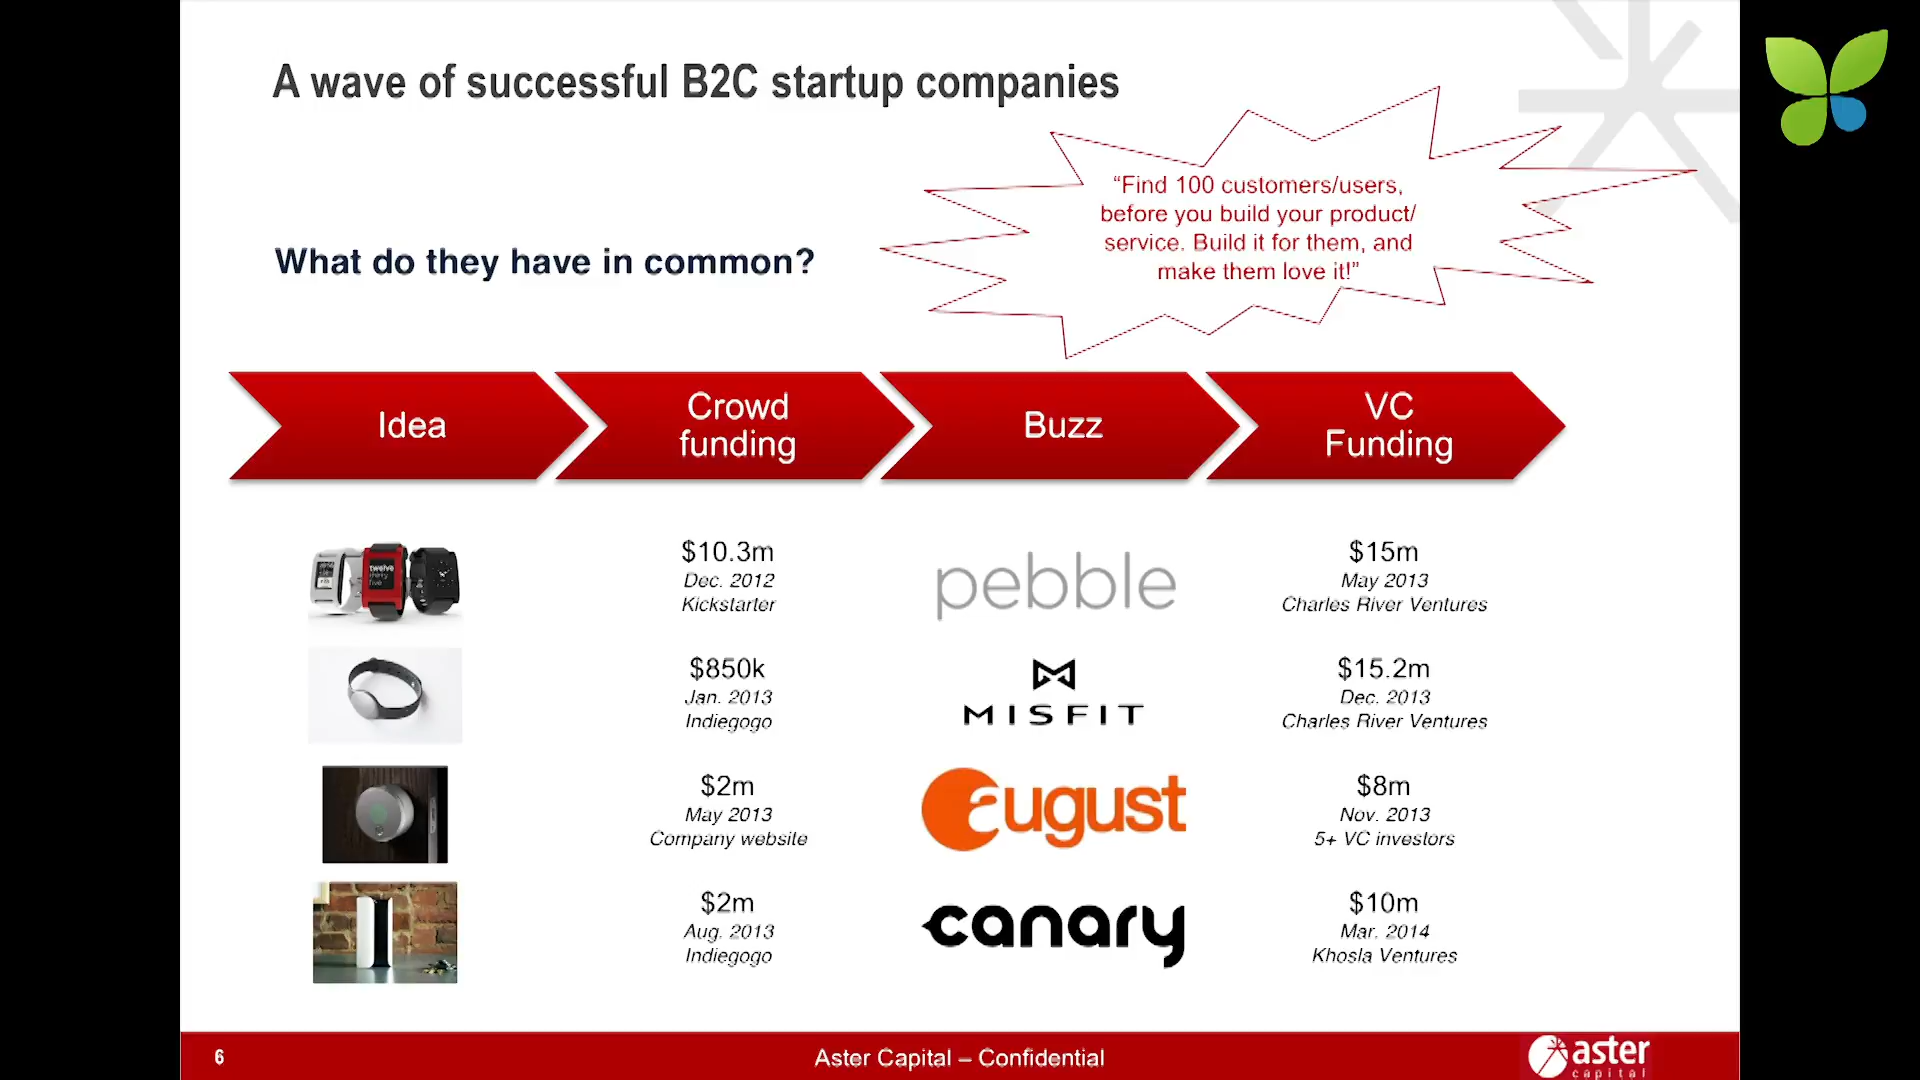 A wave of successful B2C startup companies
“Find 100 customers/users,
before you build your product/
service. Build it for them, and
make them love it!”
What do they have in common?
Idea
Crowd
funding
Buzz
VC
Funding
twelve
thirty
five
$10.3m
Dec. 2012
Kickstarter
pebble
$15m
May 2013
Charles River Ventures
$850k
Jan. 2013
Indiegogo
MISFIT
$15.2m
Dec. 2013
Charles River Ventures
$2m
May 2013
Company website
august
$8m
Nov. 2013
5+ VC investors
$2m
Aug. 2013
Indiegogo
canary
$10m
Mar. 2014
Khosla Ventures
6
Aster Capital – Confidential
aster
capital